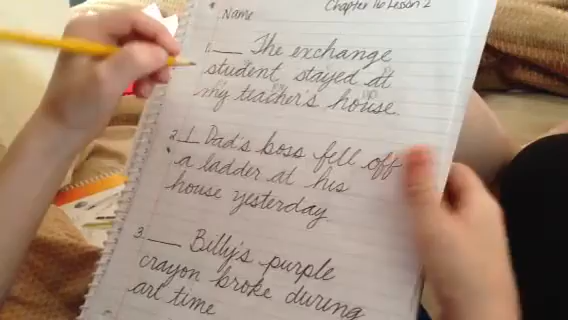 Name
Chapter 16 Lesson 2
1. ___ The exchange
student stayed at
my teacher's house.
2. 1 Dad's boss fell off
a ladder at his
house yesterday
3. ___ Billy's purple
crayon broke during
art time